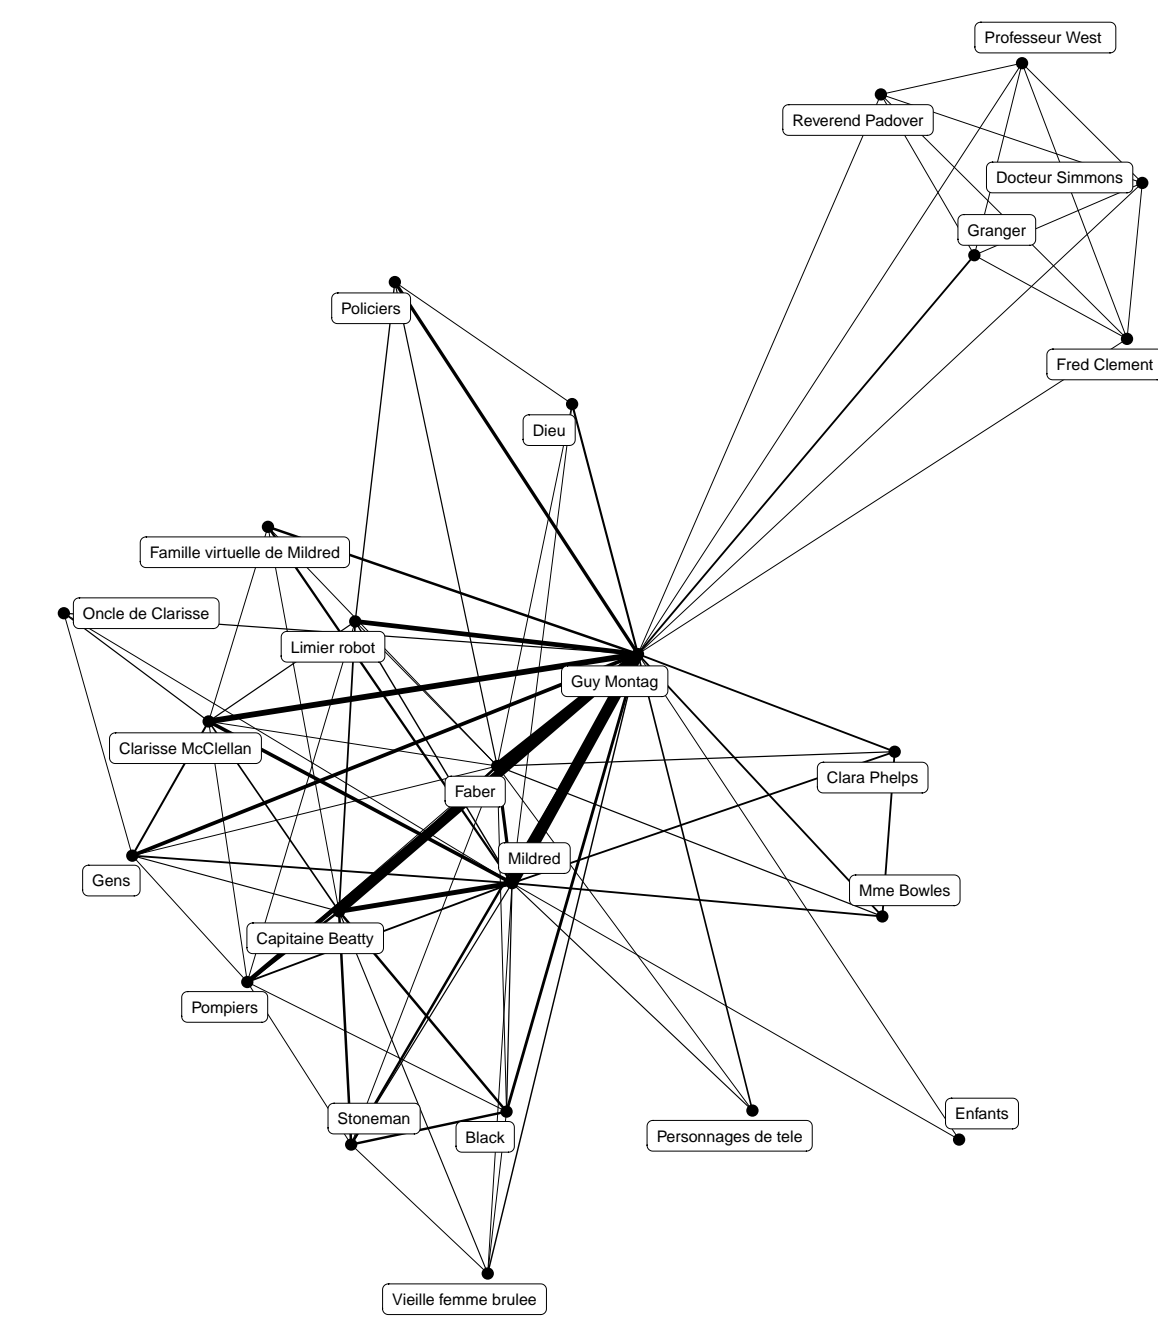 Professeur West
Reverend Padover
Docteur Simmons
Granger
Policiers
Fred Clement
Dieu
Famille virtuelle de Mildred
Oncle de Clarisse
Limier robot
Guy Montag
Clarisse McClellan
Clara Phelps
Faber
Mildred
Gens
Mme Bowles
Capitaine Beatty
Pompiers
Enfants
Stoneman
Black
Personnages de tele
Vieille femme brulee